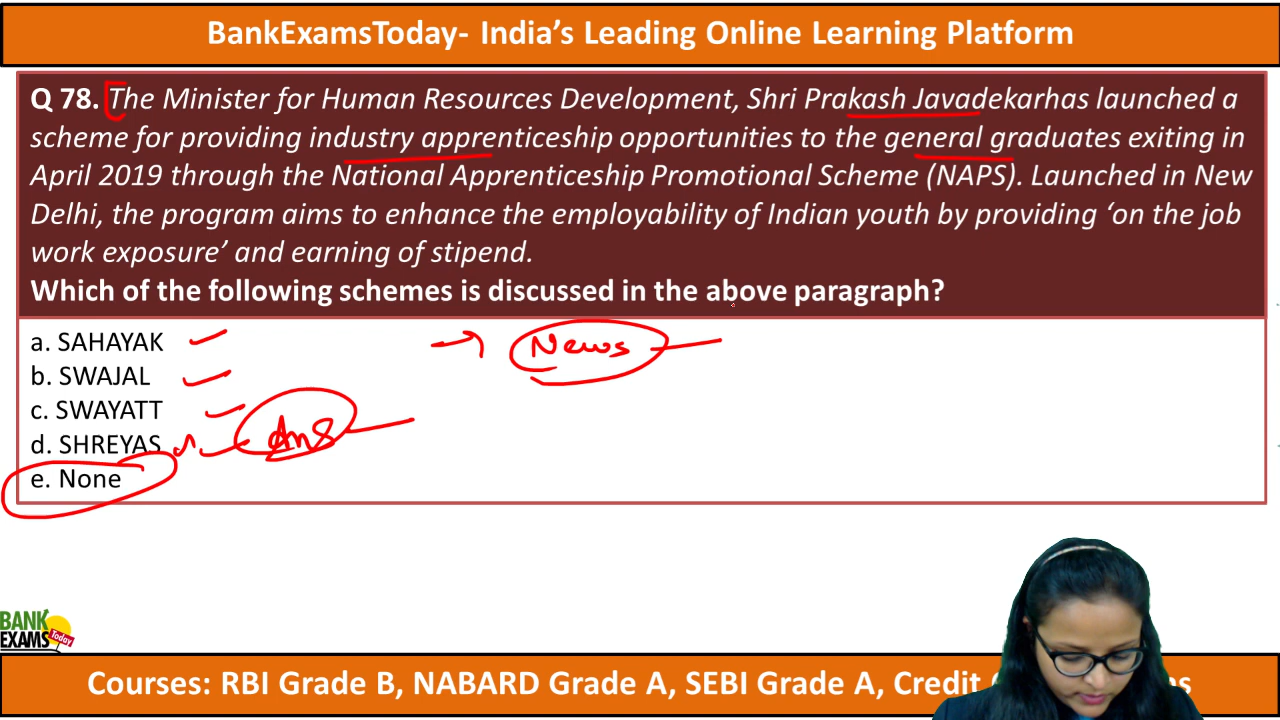 BankExamsToday- India's Leading Online Learning Platform
Q 78. The Minister for Human Resources Development, Shri Prakash Javadekarhas launched a
scheme for providing industry apprenticeship opportunities to the general graduates exiting in
April 2019 through the National Apprenticeship Promotional Scheme (NAPS). Launched in New
Delhi, the program aims to enhance the employability of Indian youth by providing ‘on the job
work exposure’ and earning of stipend.
Which of the following schemes is discussed in the above paragraph?
a. SAHAYAK
News
b. SWAJAL
c. SWAYATT
Ans
d. SHREYAS
e. None
BANK
EXAMS Today
Courses: RBI Grade B, NABARD Grade A, SEBI Grade A, Credit